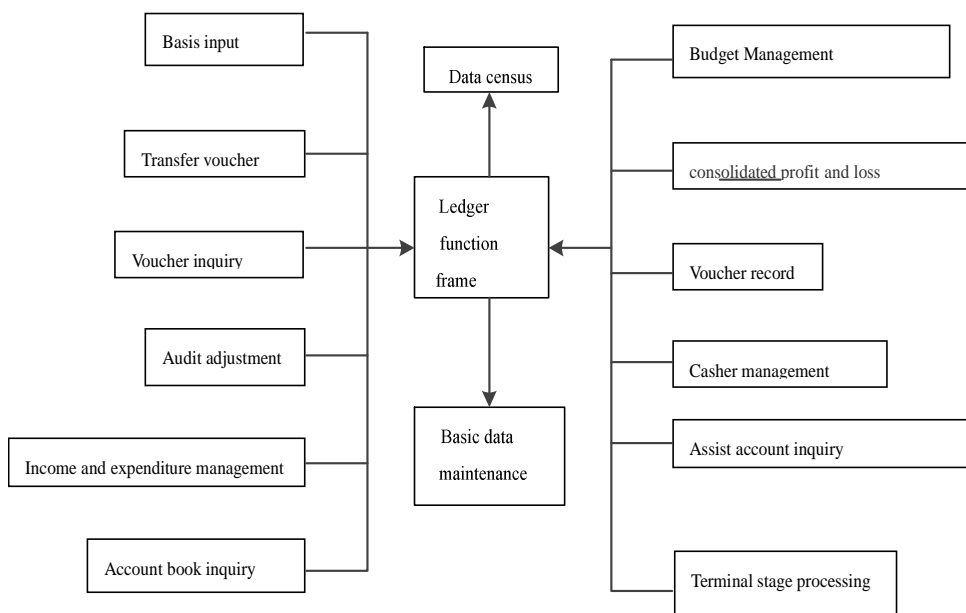 Basis input
Transfer voucher
Voucher inquiry
Audit adjustment
Income and expenditure management
Account book inquiry
Data census
Ledger
function
frame
Basic data
maintenance
Budget Management
consolidated profit and loss
Voucher record
Casher management
Assist account inquiry
Terminal stage processing